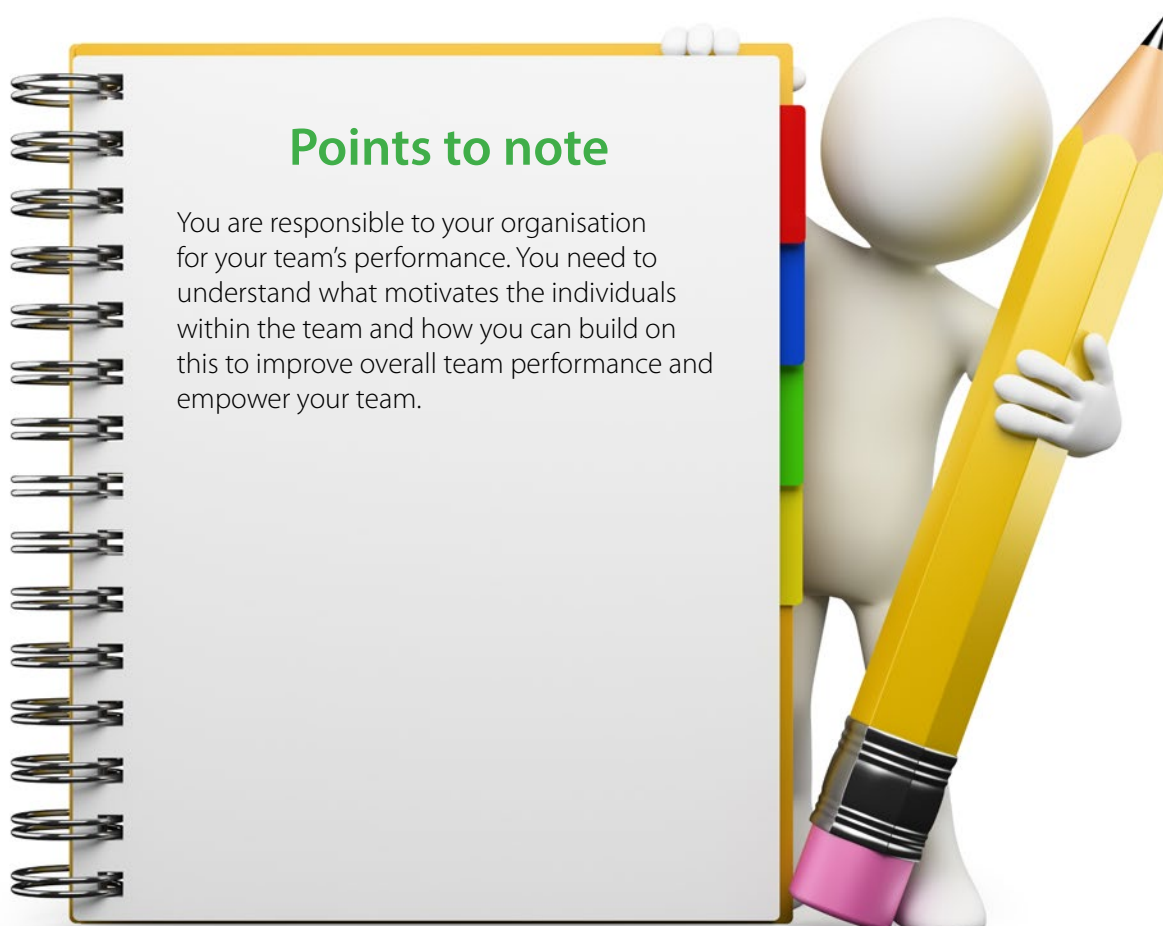 Points to note
You are responsible to your organisation
for your team’s performance. You need to
understand what motivates the individuals
within the team and how you can build on
this to improve overall team performance and
empower your team.